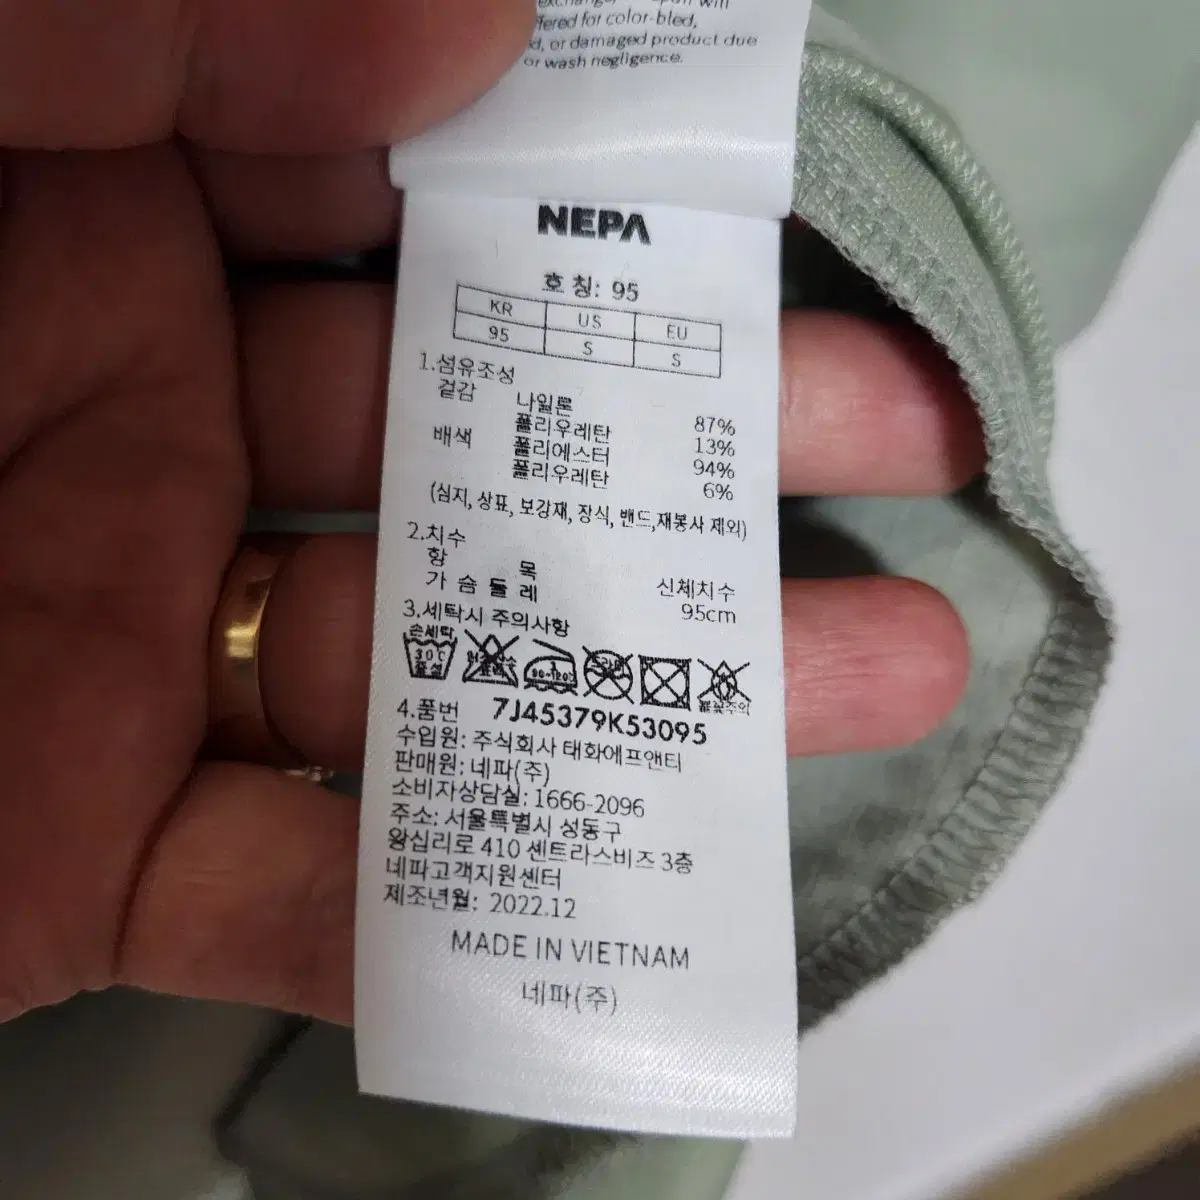 offered for color-bled,
or damaged product due
or wash negligence.
NEPA
호 칭: 95
KR US EU
95 S S
1.섬유조성
겉감 나일론 87%
폴리우레탄 13%
배색 폴리에스터 94%
폴리우레탄 6%
(심지, 상표, 보강재, 장식, 밴드,재봉사 제외)
2.치수
항 목 신체치수
가 슴 둘 레 95cm
3.세탁시 주의사항
손세탁
30℃
중성
80~120℃
불꽃주의
4.품번 7J45379K53095
수입원: 주식회사 태화에프앤티
판매원: 네파(주)
소비자상담실: 1666-2096
주소: 서울특별시 성동구
왕십리로 410 센트라스비즈 3층
네파고객지원센터
제조년월: 2022.12
MADE IN VIETNAM
네파(주)